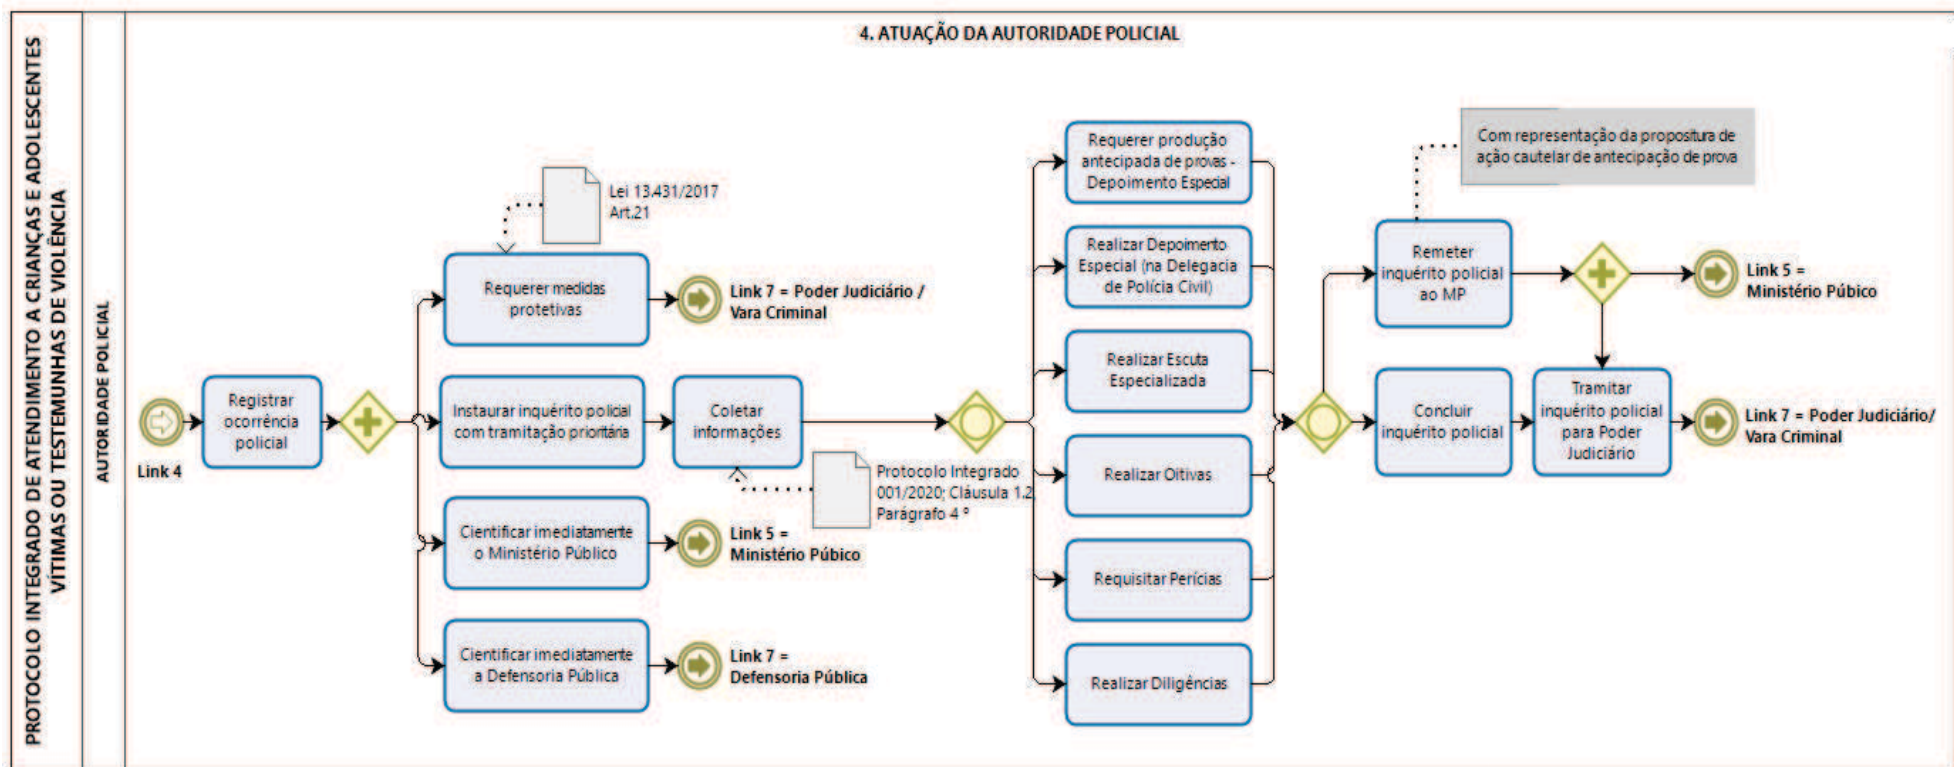 PROTOCOLO INTEGRADO DE ATENDIMENTO A CRIANÇAS E ADOLESCENTES
VÍTIMAS OU TESTEMUNHAS DE VIOLÊNCIA
AUTORIDADE POLICIAL
4. ATUAÇÃO DA AUTORIDADE POLICIAL
Link 4
Registrar
ocorrência
policial
Lei 13.431/2017
Art.21
Requerer medidas
protetivas
Link 7 = Poder Judiciário /
Vara Criminal
Instaurar inquérito policial
com tramitação prioritária
Coletar
informações
Protocolo Integrado
001/2020; Cláusula 1.2
Parágrafo 4 º
Cientificar imediatamente
o Ministério Público
Link 5 =
Ministério Púbico
Cientificar imediatamente
a Defensoria Pública
Link 7 =
Defensoria Pública
Requerer produção
antecipada de provas -
Depoimento Especial
Realizar Depoimento
Especial (na Delegacia
de Polícia Civil)
Realizar Escuta
Especializada
Realizar Oitivas
Requisitar Perícias
Realizar Diligências
Com representação da propositura de
ação cautelar de antecipação de prova
Remeter
inquérito policial
ao MP
Link 5 =
Ministério Púbico
Concluir
inquérito policial
Tramitar
inquérito policial
para Poder
Judiciário
Link 7 = Poder Judiciário/
Vara Criminal